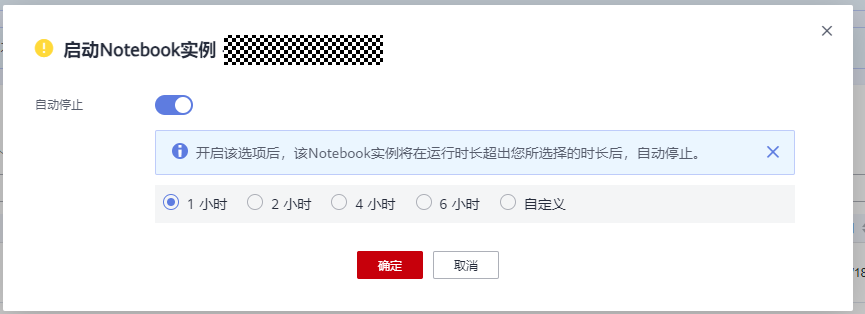 启动Notebook实例
自动停止
开启该选项后，该Notebook实例将在运行时长超出您所选择的时长后，自动停止。
1 小时 2 小时 4 小时 6 小时 自定义
确定 取消